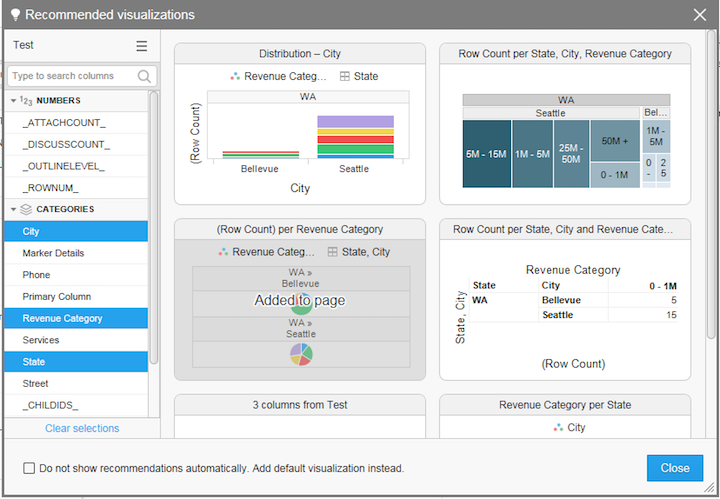 Recommended visualizations
Test
Type to search columns
123 NUMBERS
_ATTACHCOUNT_
_DISCUSSCOUNT_
_OUTLINELEVEL_
_ROWNUM_
CATEGORIES
City
Marker Details
Phone
Primary Column
Revenue Category
Services
State
Street
_CHILDIDS_
Clear selections
Distribution – City
Revenue Categ... State
WA
(Row Count)
Bellevue Seattle
City
Row Count per State, City, Revenue Category
WA
Seattle Bel...
5M - 15M 1M - 5M 25M - 50M 50M + 0 - 1M
1M - 5M
0 - 2 5
(Row Count) per Revenue Category
Revenue Categ... State, City
WA »
Bellevue
Added to page
WA »
Seattle
Row Count per State, City and Revenue Cate...
Revenue Category
State City 0 - 1M
WA Bellevue 5
Seattle 15
State, City
(Row Count)
3 columns from Test
Revenue Category per State
City
Do not show recommendations automatically. Add default visualization instead.
Close